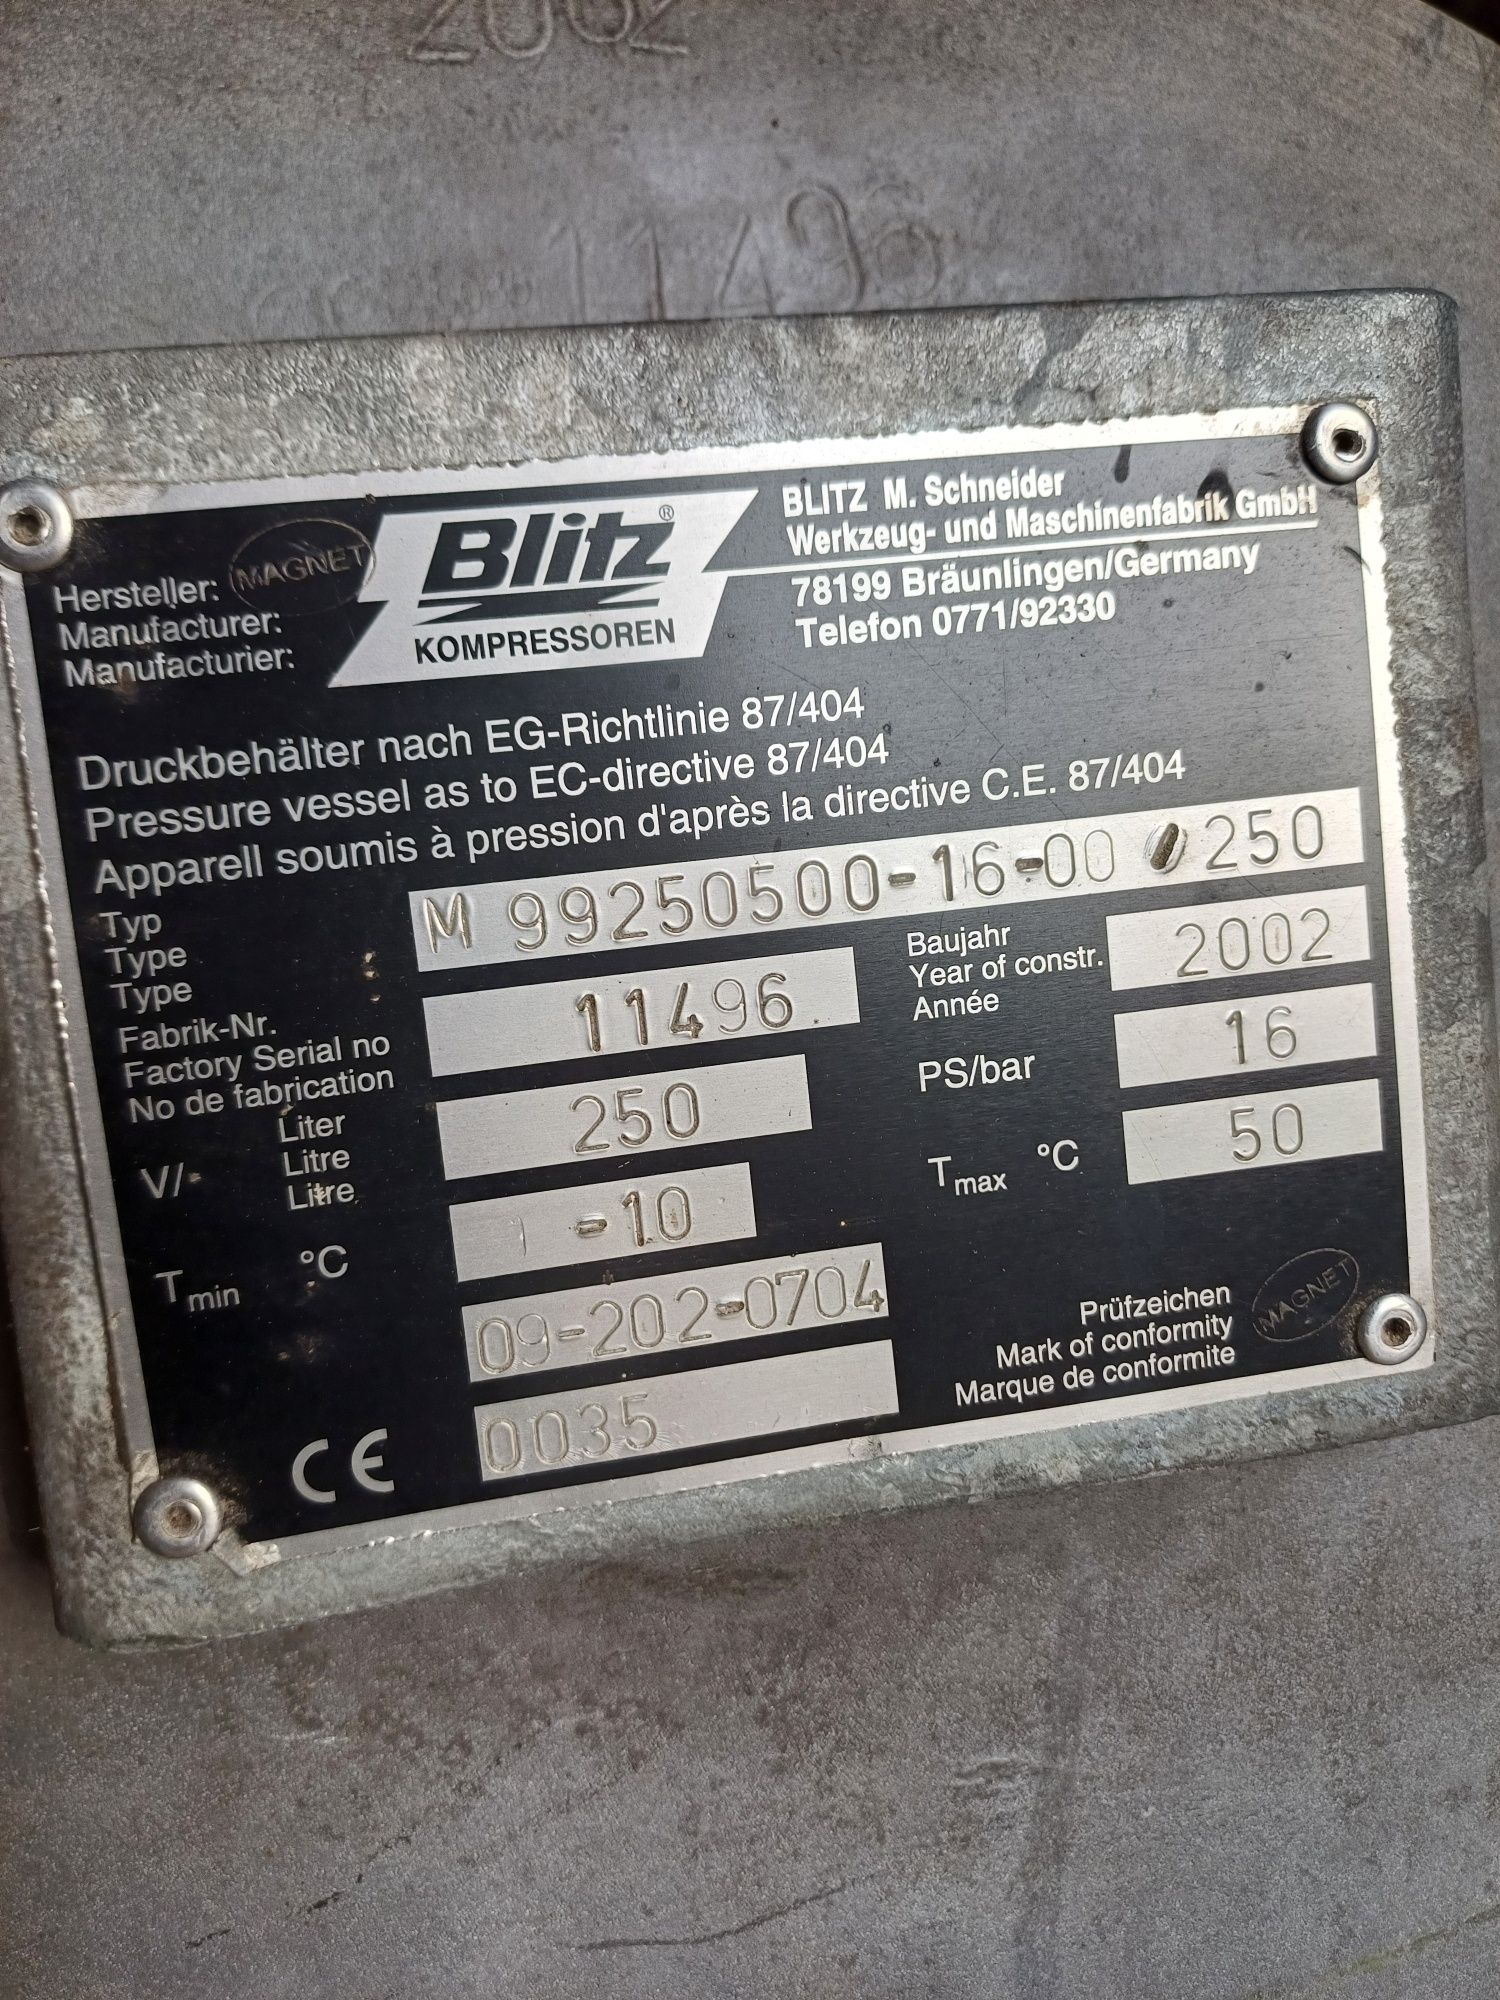 2002
11496
MAGNET
Blitz®
KOMPRESSOREN
BLITZ M. Schneider
Werkzeug- und Maschinenfabrik GmbH
78199 Bräunlingen/Germany
Telefon 0771/92330
Hersteller:
Manufacturer:
Manufacturier:
Druckbehälter nach EG-Richtlinie 87/404
Pressure vessel as to EC-directive 87/404
Apparell soumis à pression d'après la directive C.E. 87/404
Typ
Type
Type
M 99250500-16-00 / 250
Fabrik-Nr.
Factory Serial no
No de fabrication
11496
Baujahr
Year of constr.
Année
2002
V/-
Liter
Litre
Litre
250
PS/bar
16
Tmin °C
-10
Tmax °C
50
09-202-0704
CE
0035
Prüfzeichen
Mark of conformity
Marque de conformite
MAGNET